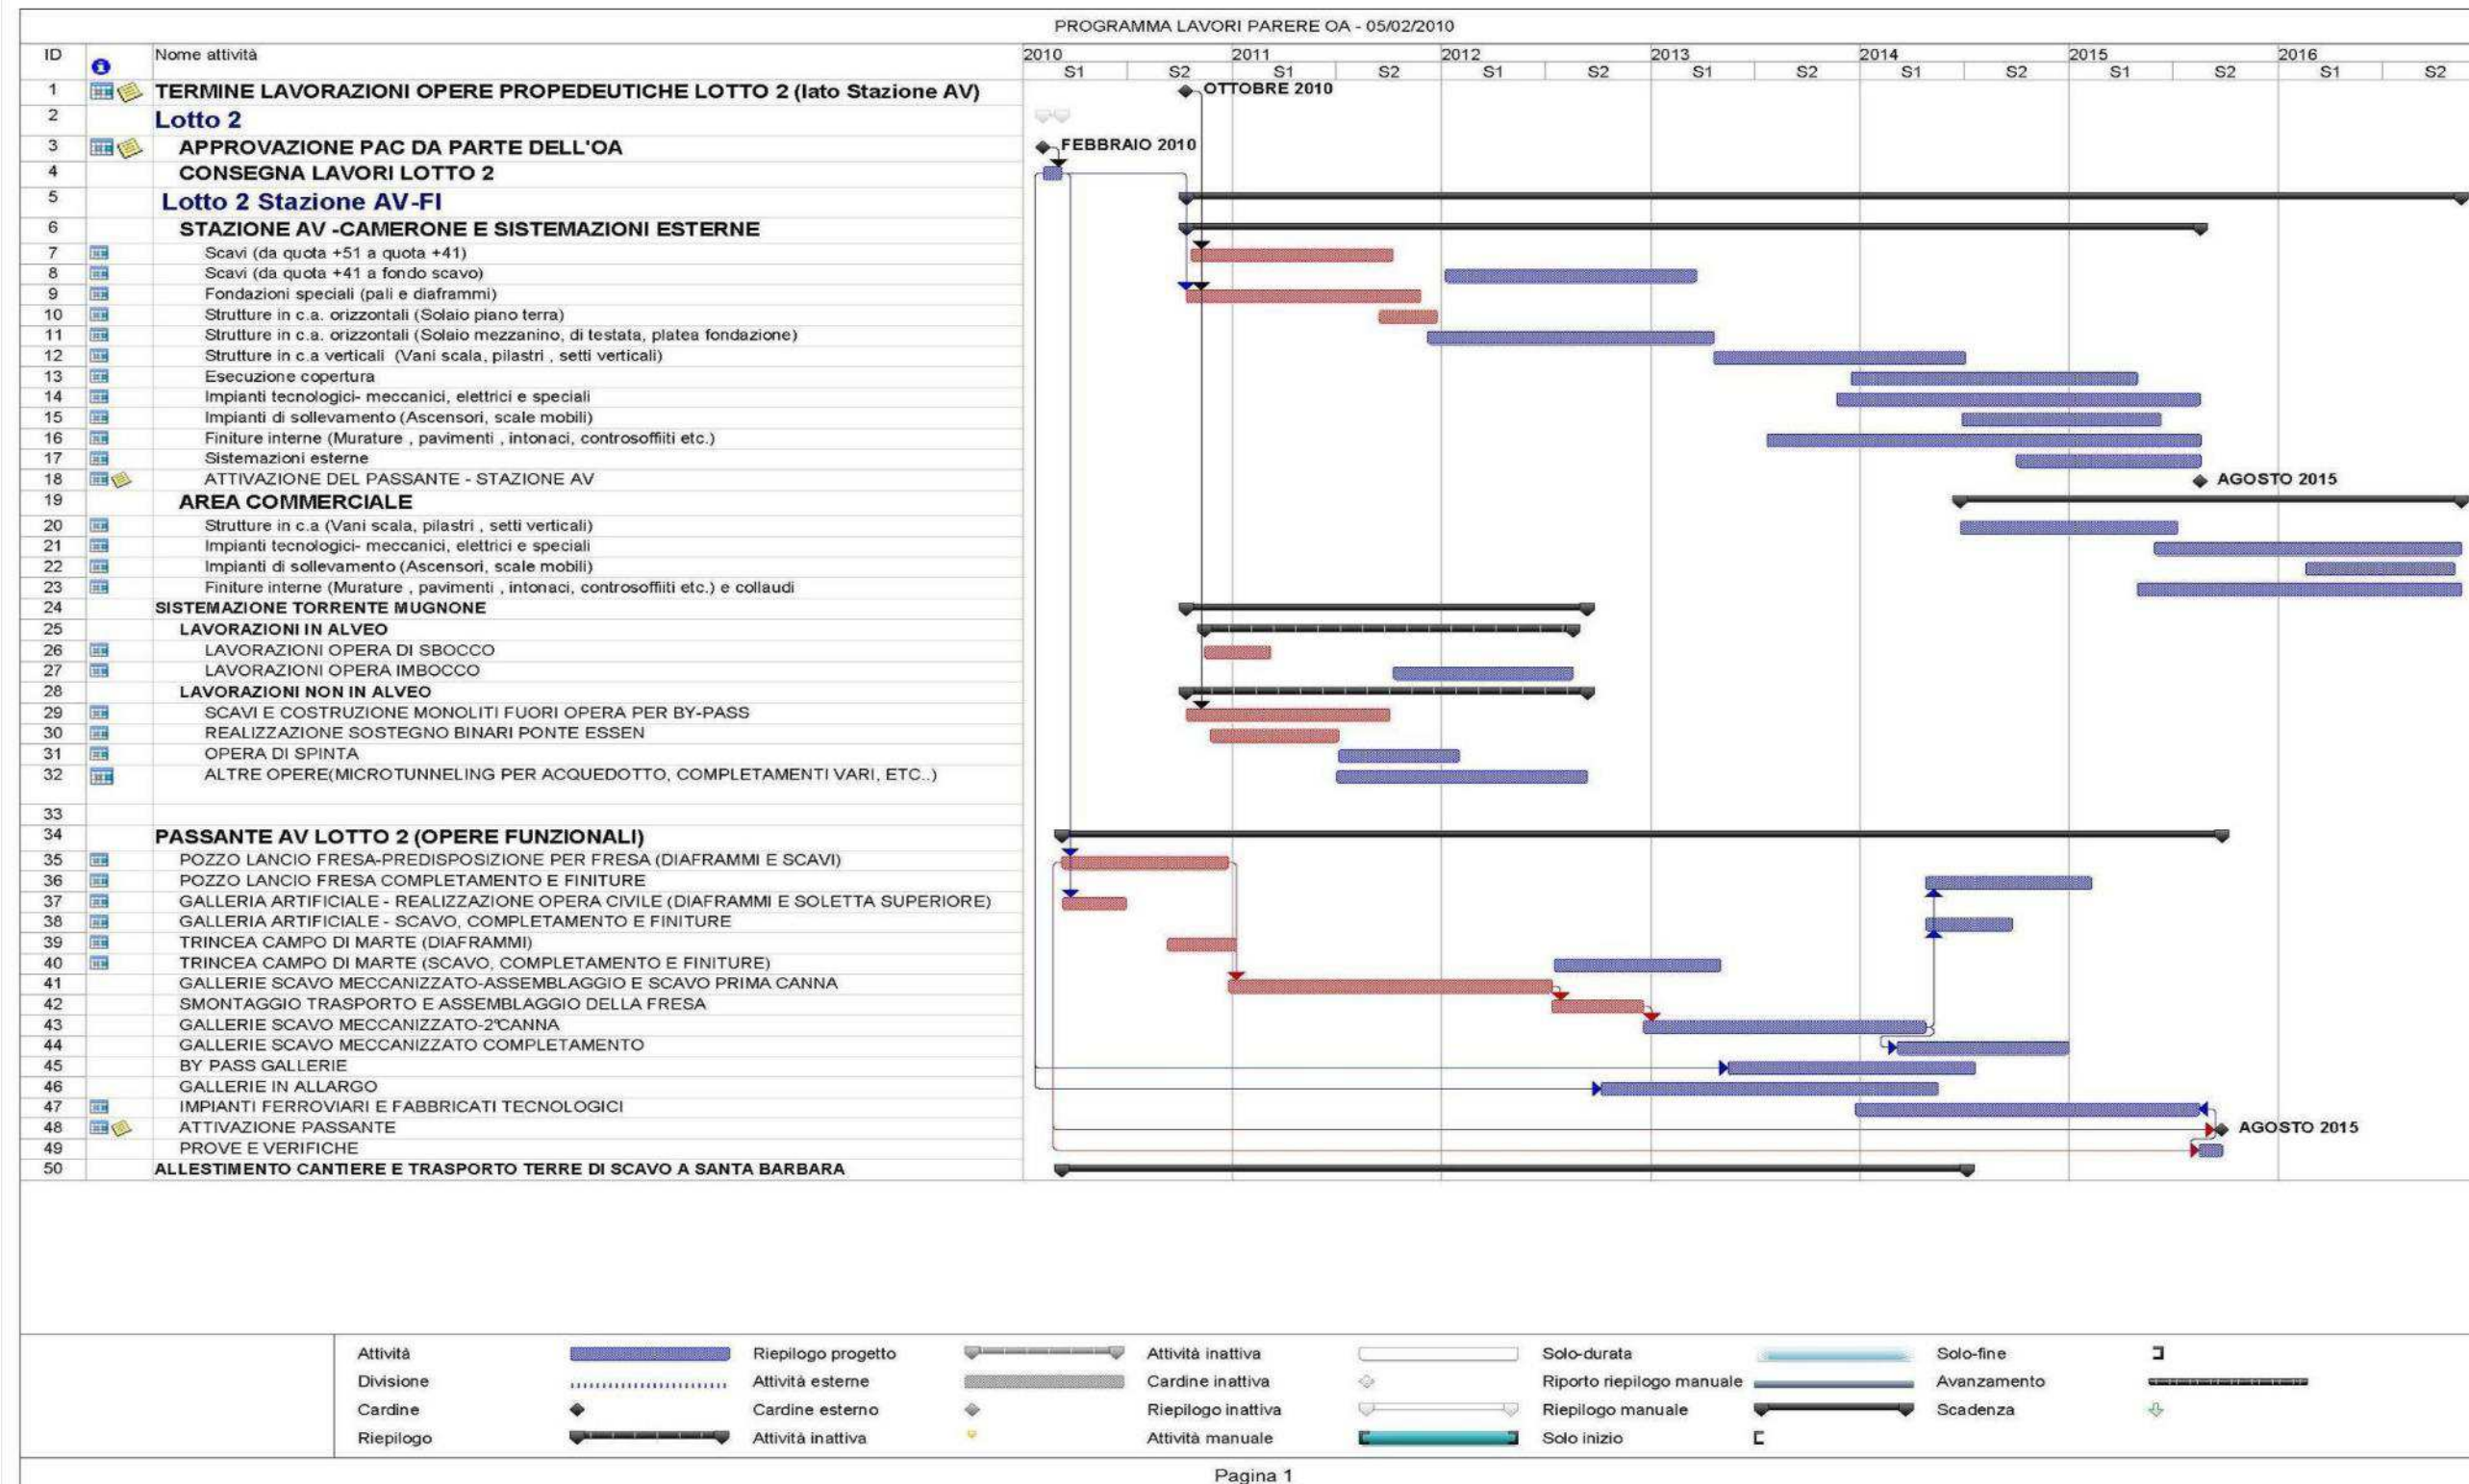 PROGRAMMA LAVORI PARERE OA - 05/02/2010
ID Nome attività 2010 2011 2012 2013 2014 2015 2016
S1 S2 S1 S2 S1 S2 S1 S2 S1 S2 S1 S2 S1 S2
1 TERMINE LAVORAZIONI OPERE PROPEDEUTICHE LOTTO 2 (lato Stazione AV) OTTOBRE 2010
2 Lotto 2
3 APPROVAZIONE PAC DA PARTE DELL'OA FEBBRAIO 2010
4 CONSEGNA LAVORI LOTTO 2
5 Lotto 2 Stazione AV-FI
6 STAZIONE AV -CAMERONE E SISTEMAZIONI ESTERNE
7 Scavi (da quota +51 a quota +41)
8 Scavi (da quota +41 a fondo scavo)
9 Fondazioni speciali (pali e diaframmi)
10 Strutture in c.a. orizzontali (Solaio piano terra)
11 Strutture in c.a. orizzontali (Solaio mezzanino, di testata, platea fondazione)
12 Strutture in c.a verticali (Vani scala, pilastri , setti verticali)
13 Esecuzione copertura
14 Impianti tecnologici- meccanici, elettrici e speciali
15 Impianti di sollevamento (Ascensori, scale mobili)
16 Finiture interne (Murature , pavimenti , intonaci, controsoffiiti etc.)
17 Sistemazioni esterne
18 ATTIVAZIONE DEL PASSANTE - STAZIONE AV AGOSTO 2015
19 AREA COMMERCIALE
20 Strutture in c.a (Vani scala, pilastri , setti verticali)
21 Impianti tecnologici- meccanici, elettrici e speciali
22 Impianti di sollevamento (Ascensori, scale mobili)
23 Finiture interne (Murature , pavimenti , intonaci, controsoffiiti etc.) e collaudi
24 SISTEMAZIONE TORRENTE MUGNONE
25 LAVORAZIONI IN ALVEO
26 LAVORAZIONI OPERA DI SBOCCO
27 LAVORAZIONI OPERA IMBOCCO
28 LAVORAZIONI NON IN ALVEO
29 SCAVI E COSTRUZIONE MONOLITI FUORI OPERA PER BY-PASS
30 REALIZZAZIONE SOSTEGNO BINARI PONTE ESSEN
31 OPERA DI SPINTA
32 ALTRE OPERE(MICROTUNNELING PER ACQUEDOTTO, COMPLETAMENTI VARI, ETC..)
33
34 PASSANTE AV LOTTO 2 (OPERE FUNZIONALI)
35 POZZO LANCIO FRESA-PREDISPOSIZIONE PER FRESA (DIAFRAMMI E SCAVI)
36 POZZO LANCIO FRESA COMPLETAMENTO E FINITURE
37 GALLERIA ARTIFICIALE - REALIZZAZIONE OPERA CIVILE (DIAFRAMMI E SOLETTA SUPERIORE)
38 GALLERIA ARTIFICIALE - SCAVO, COMPLETAMENTO E FINITURE
39 TRINCEA CAMPO DI MARTE (DIAFRAMMI)
40 TRINCEA CAMPO DI MARTE (SCAVO, COMPLETAMENTO E FINITURE)
41 GALLERIE SCAVO MECCANIZZATO-ASSEMBLAGGIO E SCAVO PRIMA CANNA
42 SMONTAGGIO TRASPORTO E ASSEMBLAGGIO DELLA FRESA
43 GALLERIE SCAVO MECCANIZZATO-2°CANNA
44 GALLERIE SCAVO MECCANIZZATO COMPLETAMENTO
45 BY PASS GALLERIE
46 GALLERIE IN ALLARGO
47 IMPIANTI FERROVIARI E FABBRICATI TECNOLOGICI
48 ATTIVAZIONE PASSANTE AGOSTO 2015
49 PROVE E VERIFICHE
50 ALLESTIMENTO CANTIERE E TRASPORTO TERRE DI SCAVO A SANTA BARBARA
Attività Riepilogo progetto Attività inattiva Solo-durata Solo-fine
Divisione Attività esterne Cardine inattiva Riporto riepilogo manuale Avanzamento
Cardine Cardine esterno Riepilogo inattiva Riepilogo manuale Scadenza
Riepilogo Attività inattiva Attività manuale Solo inizio
Pagina 1